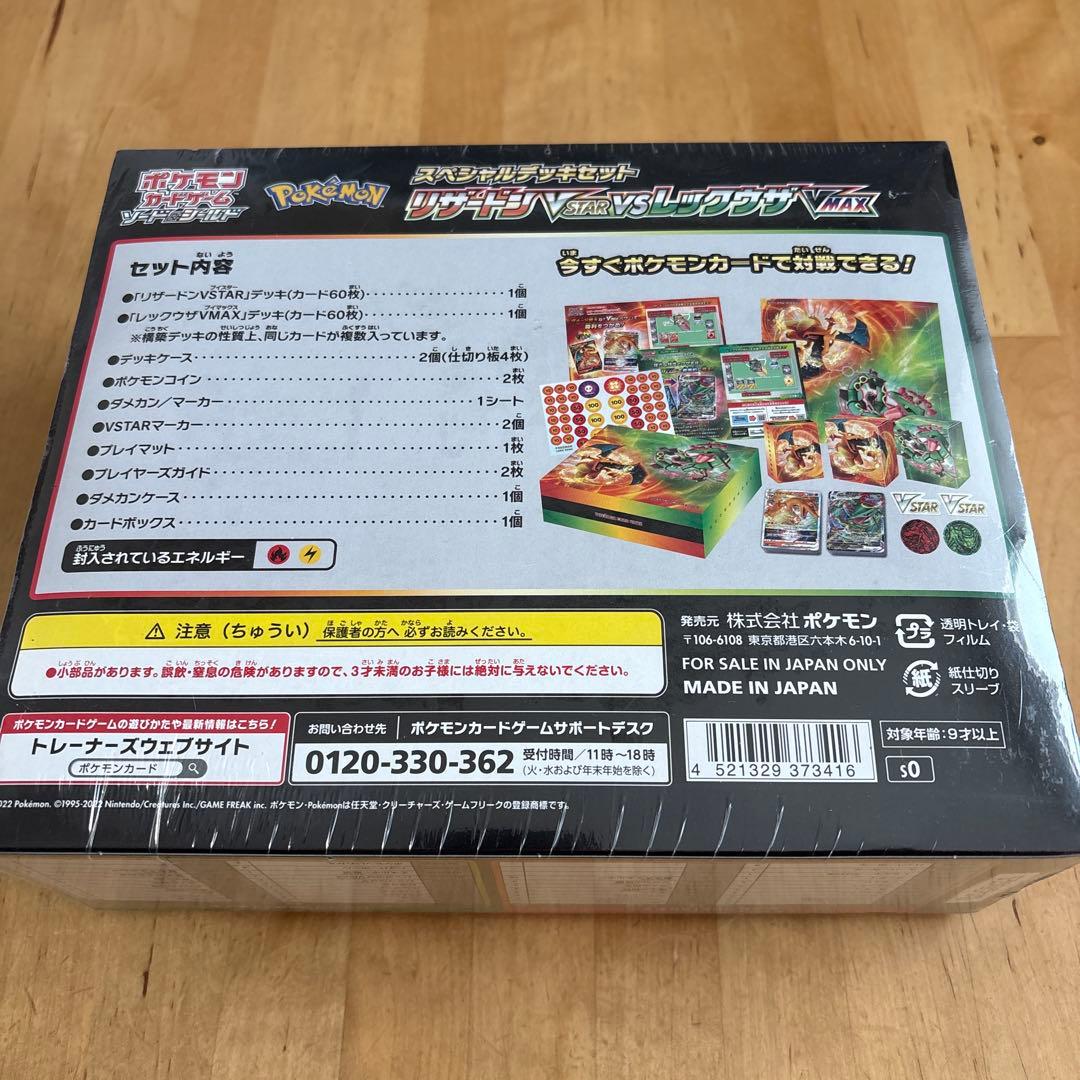 ポケモン
カードゲーム
ソード&シールド
POKéMON
スペシャルデッキセット
リザードンVSTAR VS レックウザVMAX
セット内容
ないよう
●「リザードンVSTAR」デッキ(カード60枚)‥‥‥1個
●「レックウザVMAX」デッキ(カード60枚)‥‥‥1個
※構築デッキの性質上、同じカードが複数入っています。
●デッキケース‥‥‥2個(仕切り板4枚)
●ポケモンコイン‥‥‥2枚
●ダメカン/マーカー‥‥‥1シート
●VSTARマーカー‥‥‥2個
●プレイマット‥‥‥1枚
●プレイヤーズガイド‥‥‥2枚
●ダメカンケース‥‥‥1個
●カードボックス‥‥‥1個
封入されているエネルギー
今すぐポケモンカードで対戦できる!
VSTAR VSTAR
⚠ 注意(ちゅうい) 保護者の方へ 必ずお読みください。
●小部品があります。誤飲・窒息の危険がありますので、3才未満のお子様には絶対に与えないでください。
発売元 株式会社 ポケモン
〒106-6108 東京都港区六本木6-10-1
FOR SALE IN JAPAN ONLY
MADE IN JAPAN
プラ
透明トレイ・袋
フィルム
紙
紙仕切り
スリーブ
ポケモンカードゲームの遊びかたや最新情報はこちら!
トレーナーズウェブサイト
ポケモンカード
お問い合わせ先 ポケモンカードゲームサポートデスク
0120-330-362 受付時間/11時~18時
(火・水および年末年始を除く)
4 521329 373416
対象年齢:9才以上
S0
022 Pokémon. ©1995-2022 Nintendo/Creatures Inc./GAME FREAK inc. ポケモン・Pokémonは任天堂・クリーチャーズ・ゲームフリークの登録商標です。